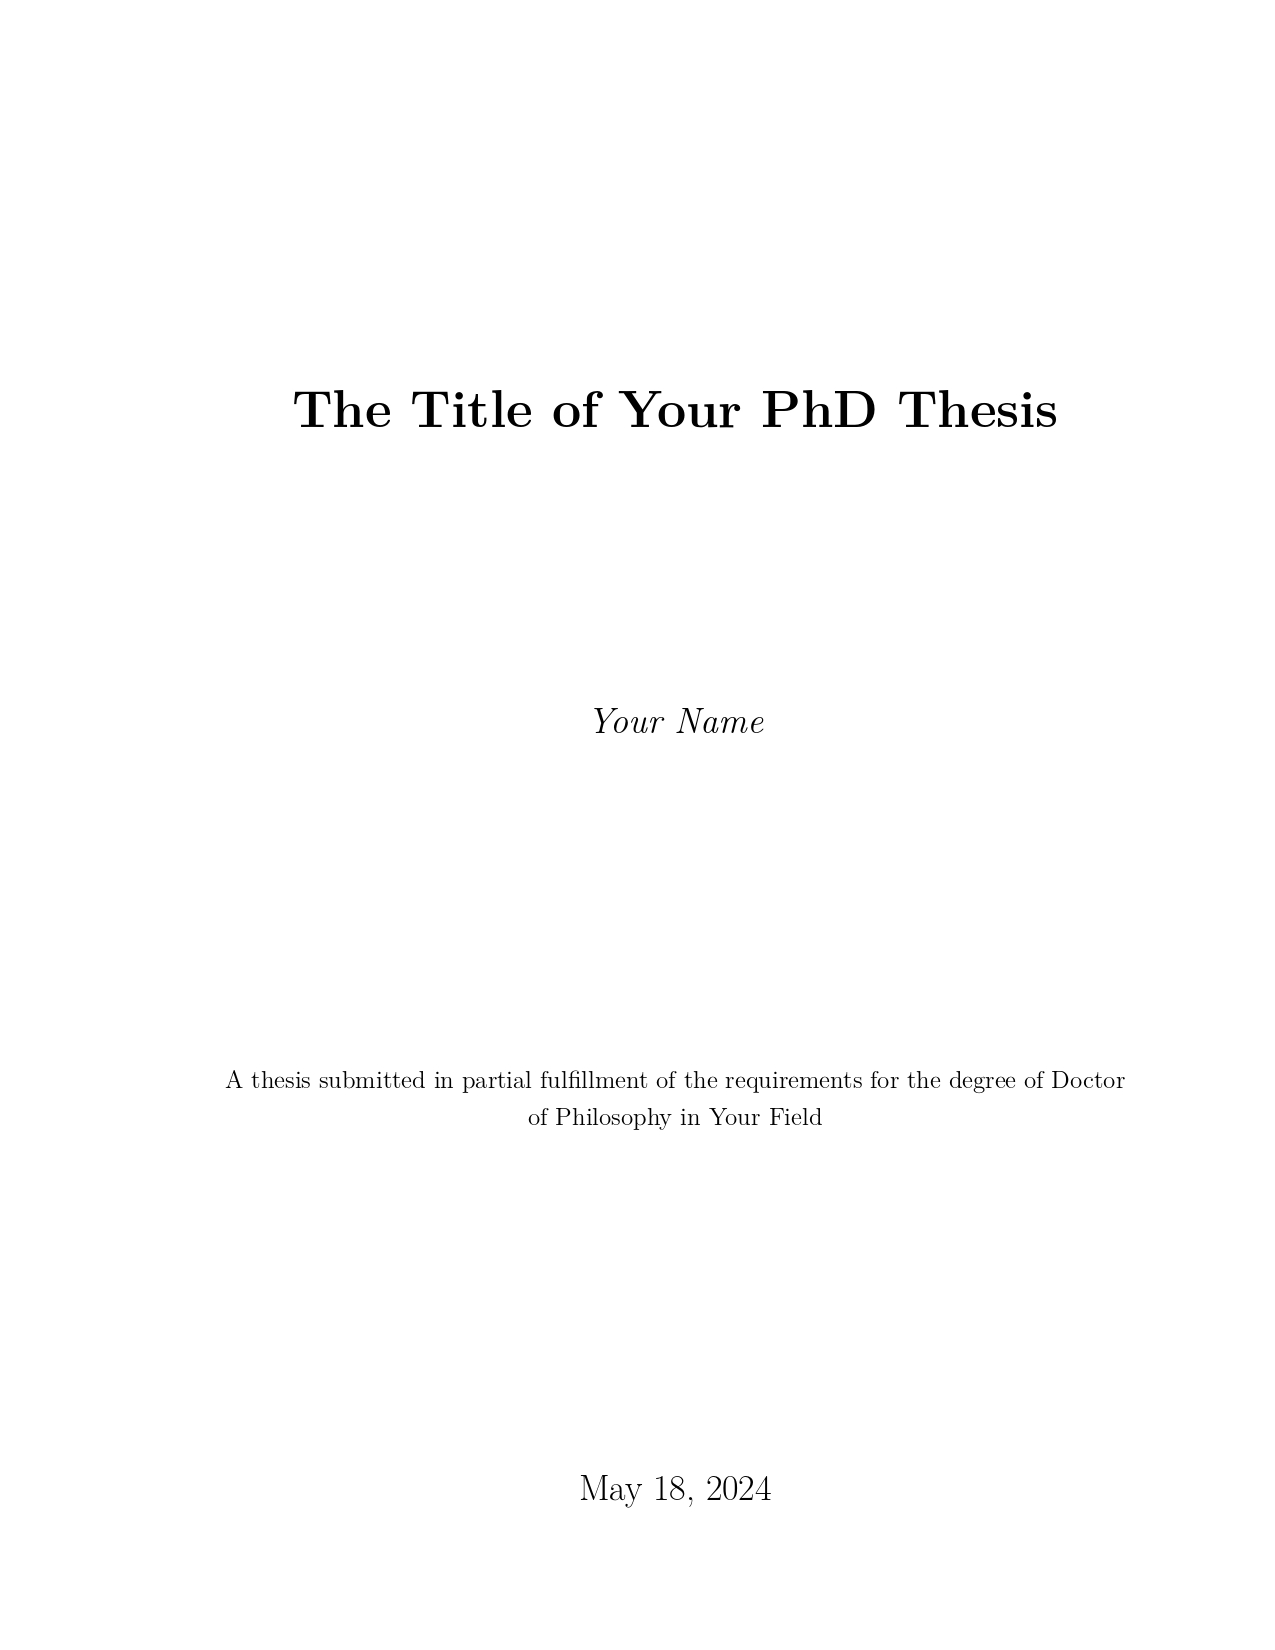 The Title of Your PhD Thesis
Your Name
A thesis submitted in partial fulfillment of the requirements for the degree of Doctor
of Philosophy in Your Field
May 18, 2024